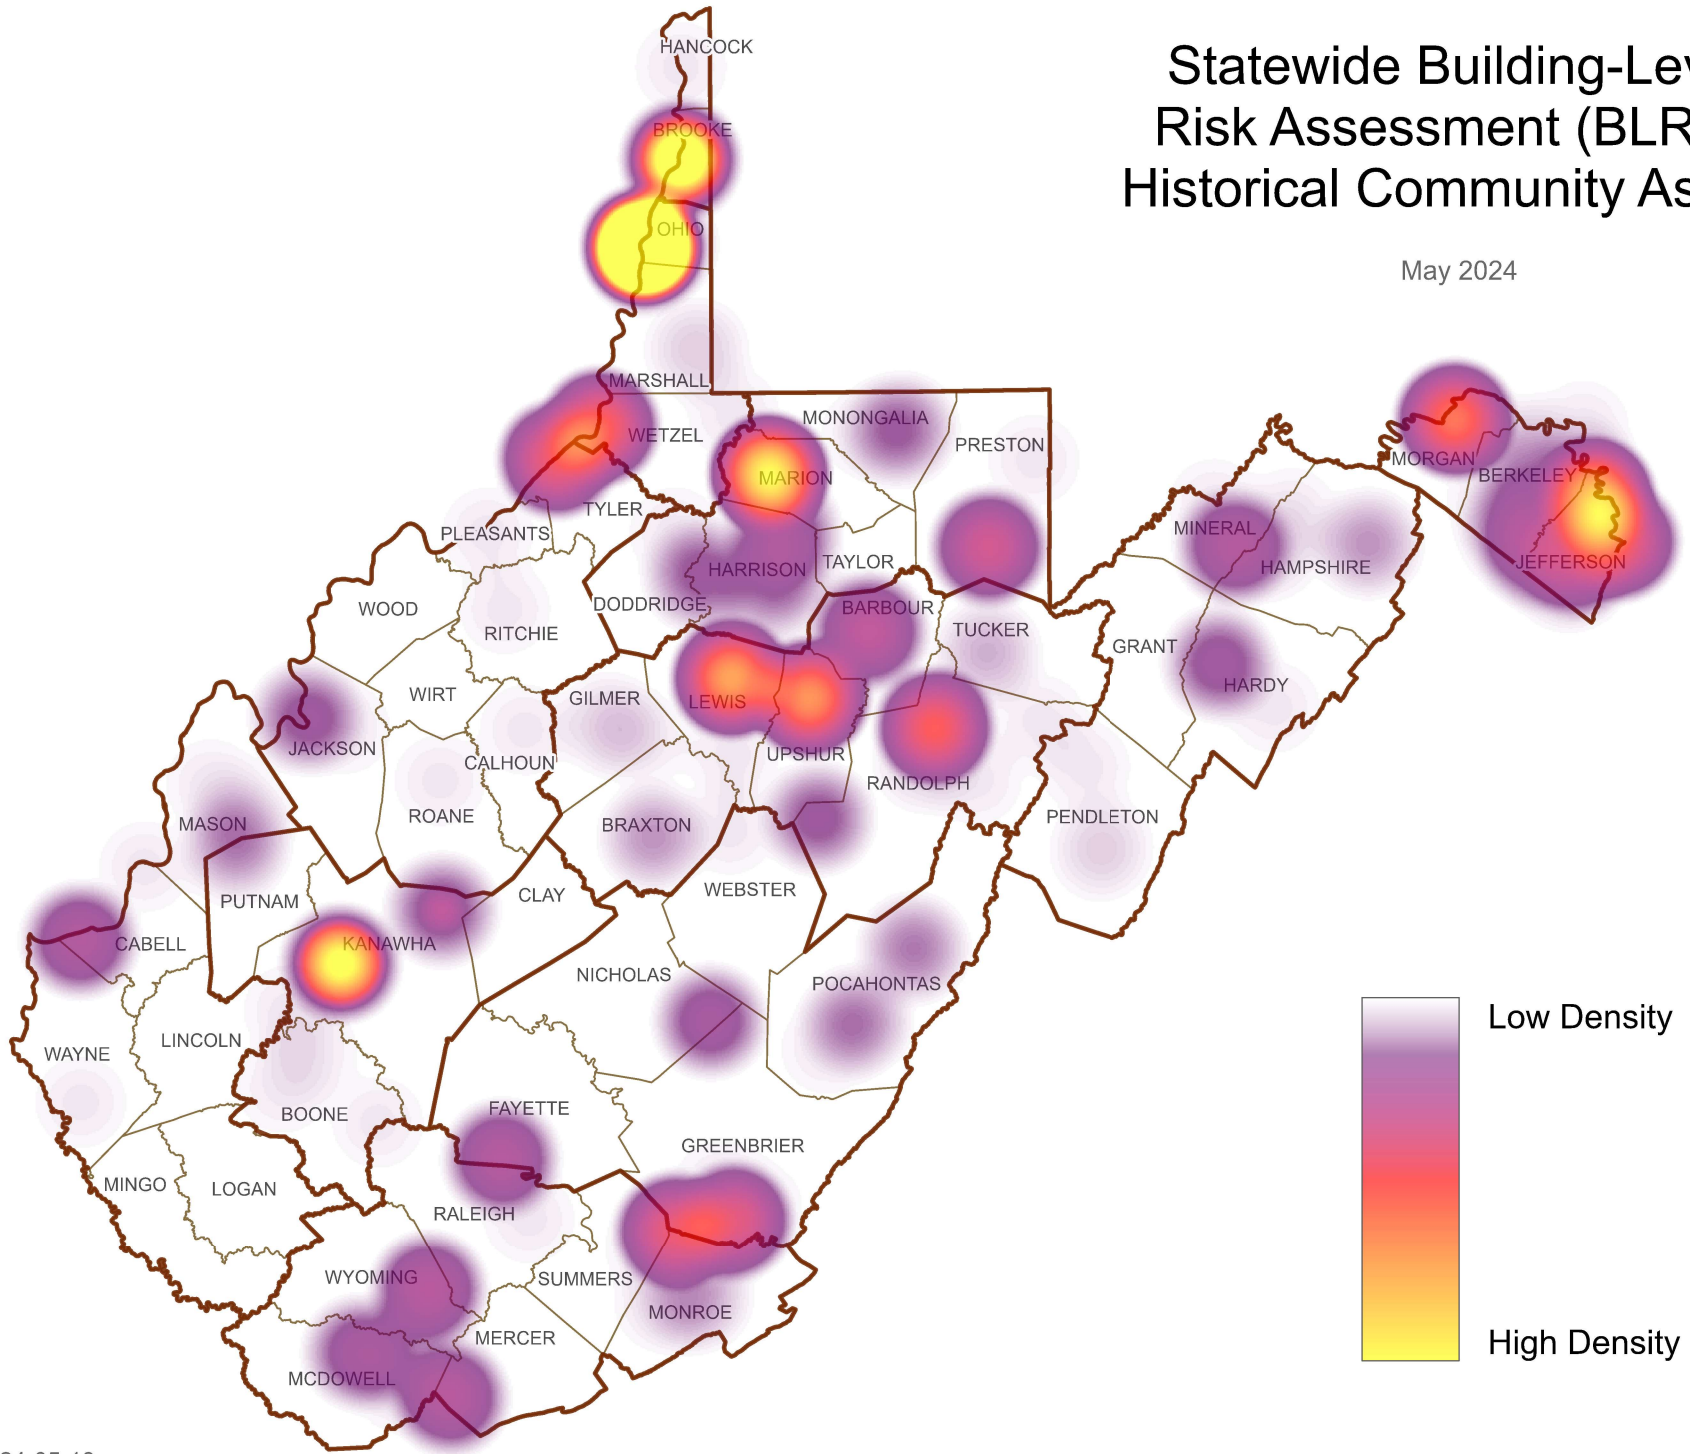 Statewide Building-Lev
Risk Assessment (BLR
Historical Community As
May 2024
HANCOCK
BROOKE
OHIO
MARSHALL
WETZEL
MONONGALIA
PRESTON
MARION
TYLER
PLEASANTS
HARRISON
TAYLOR
DODDRIDGE
BARBOUR
TUCKER
WOOD
RITCHIE
WIRT
GILMER
LEWIS
UPSHUR
RANDOLPH
JACKSON
CALHOUN
ROANE
BRAXTON
MASON
PUTNAM
CLAY
WEBSTER
CABELL
KANAWHA
NICHOLAS
POCAHONTAS
WAYNE
LINCOLN
BOONE
FAYETTE
GREENBRIER
MINGO
LOGAN
RALEIGH
WYOMING
SUMMERS
MONROE
MERCER
MCDOWELL
MORGAN
BERKELEY
JEFFERSON
MINERAL
HAMPSHIRE
GRANT
HARDY
PENDLETON
Low Density
High Density